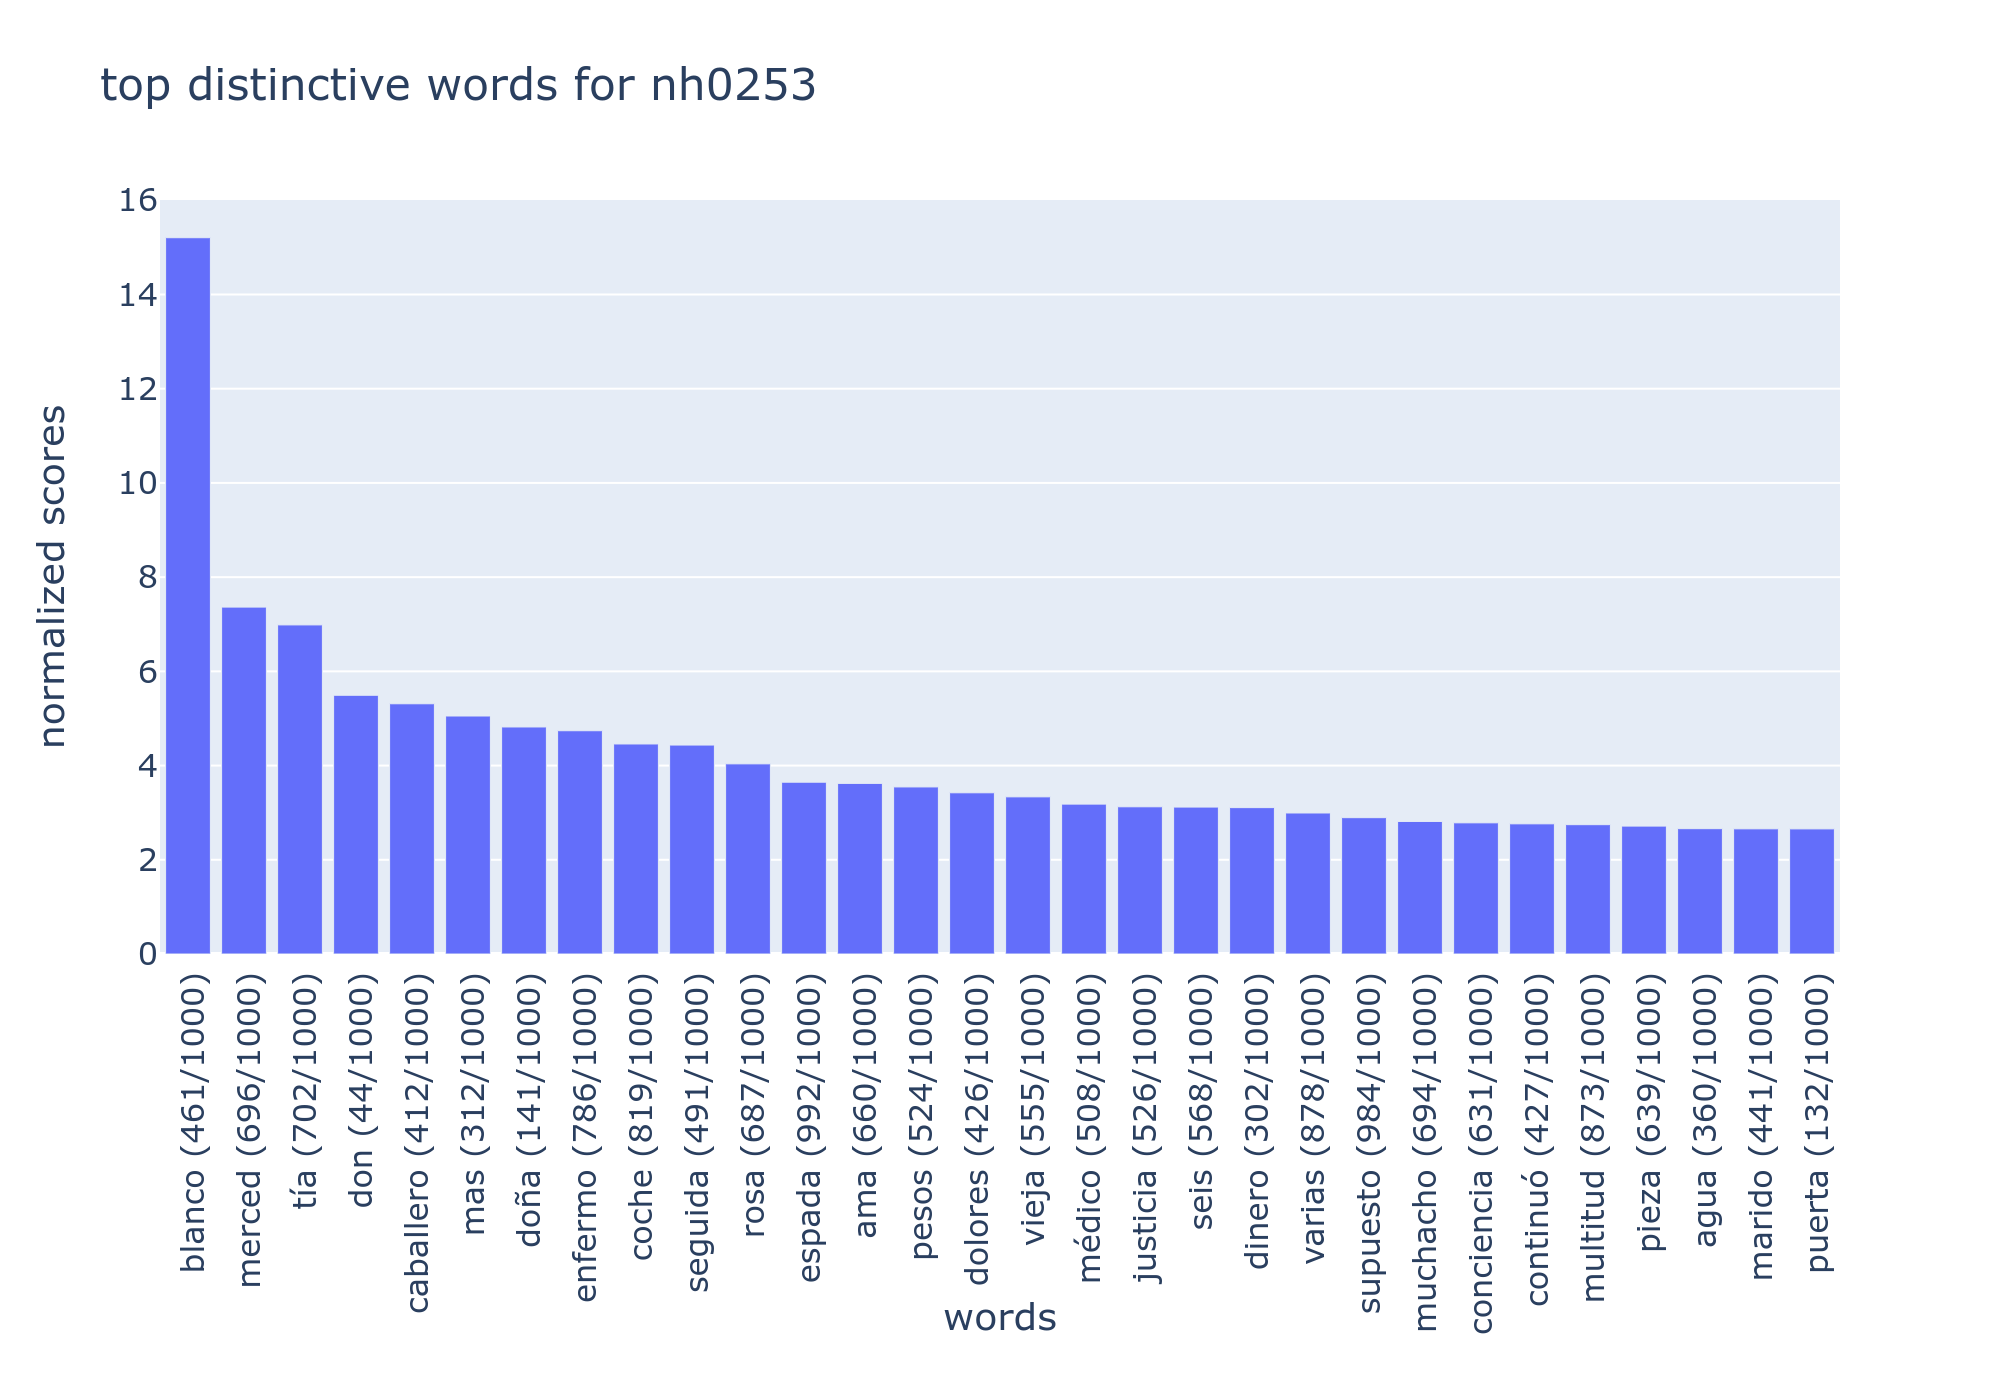 top distinctive words for nh0253
16
14
12
10
8
6
4
2
0
normalized scores
blanco (461/1000)
merced (696/1000)
tía (702/1000)
don (44/1000)
caballero (412/1000)
mas (312/1000)
doña (141/1000)
enfermo (786/1000)
coche (819/1000)
seguida (491/1000)
rosa (687/1000)
espada (992/1000)
ama (660/1000)
pesos (524/1000)
dolores (426/1000)
vieja (555/1000)
médico (508/1000)
justicia (526/1000)
seis (568/1000)
dinero (302/1000)
varias (878/1000)
supuesto (984/1000)
muchacho (694/1000)
conciencia (631/1000)
continuó (427/1000)
multitud (873/1000)
pieza (639/1000)
agua (360/1000)
marido (441/1000)
puerta (132/1000)
words